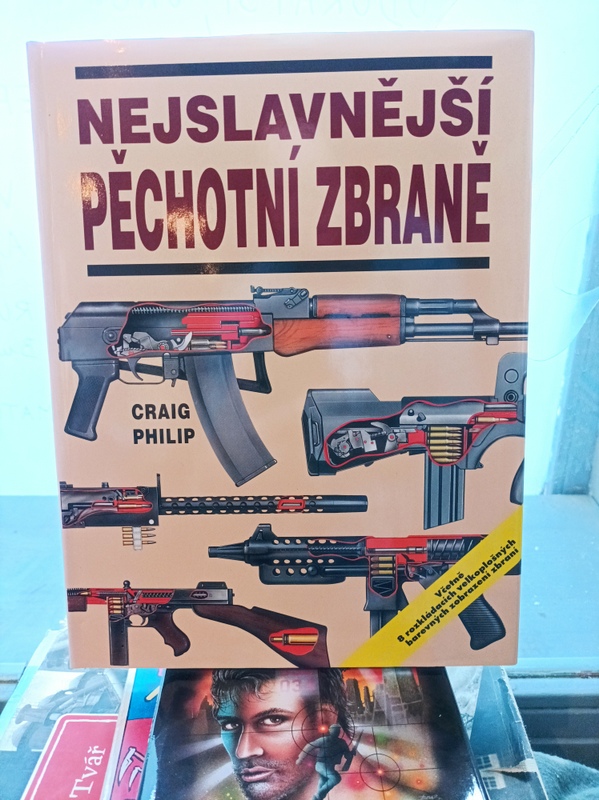 NEJSLAVNĚJŠÍ
PĚCHOTNÍ ZBRANĚ
CRAIG
PHILIP
Včetně
8 rozkládacích velkoplošných
barevných zobrazení zbraní
Tvář